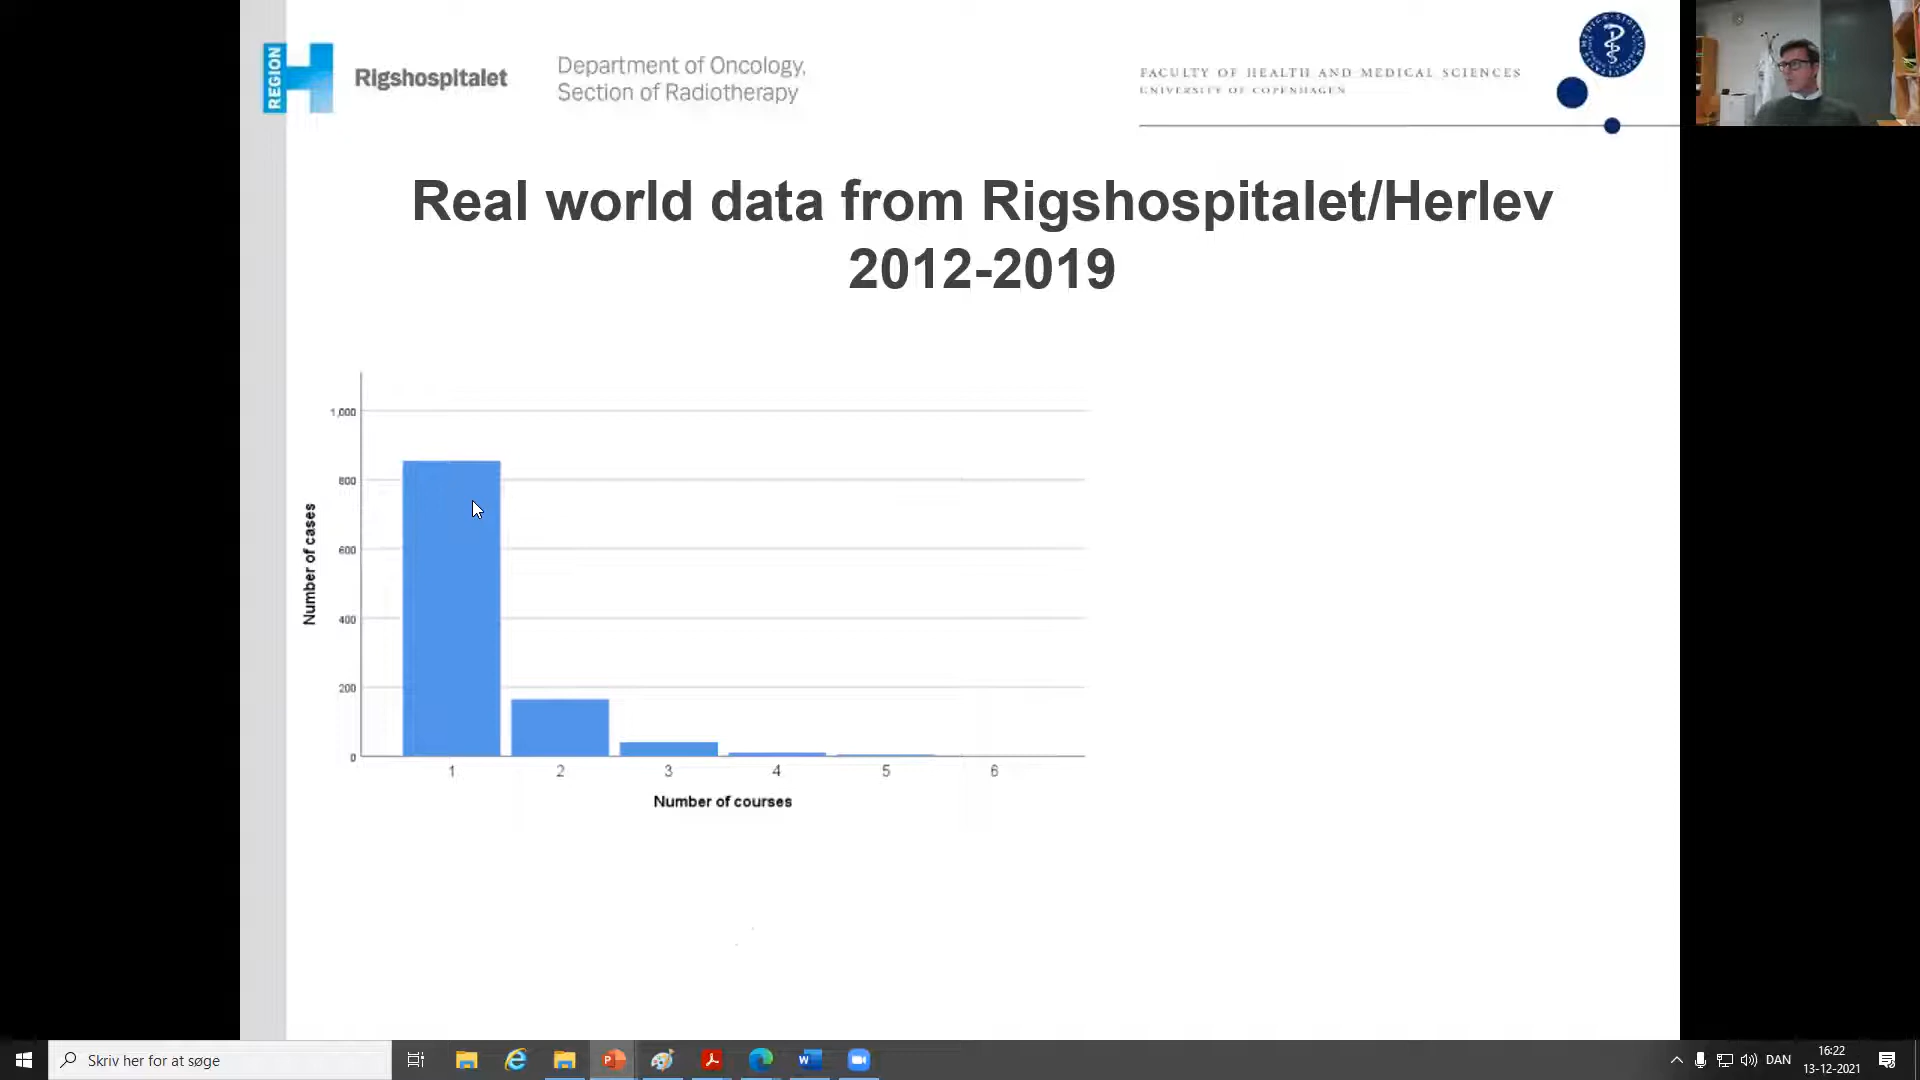 REGION
Rigshospitalet
Department of Oncology,
Section of Radiotherapy
FACULTY OF HEALTH AND MEDICAL SCIENCES
UNIVERSITY OF COPENHAGEN
Real world data from Rigshospitalet/Herlev
2012-2019
Number of cases
1,000
800
600
400
200
0
1 2 3 4 5 6
Number of courses
Skriv her for at søge
DAN
16:22
13-12-2021